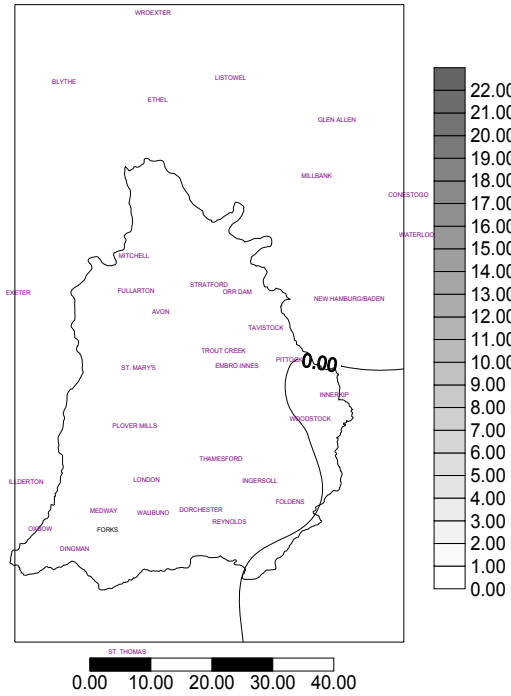 WROEXTER
BLYTHE
LISTOWEL
ETHEL
GLEN ALLEN
MILLBANK
CONESTOGO
WATERLOO
MITCHELL
EXETER
FULLARTON
STRATFORD
ORR DAM
NEW HAMBURG/BADEN
AVON
TAVISTOCK
TROUT CREEK
PITTOCK
0.00
ST. MARY'S
EMBRO INNES
INNERKIP
WOODSTOCK
PLOVER MILLS
THAMESFORD
ILLDERTON
LONDON
INGERSOLL
FOLDENS
MEDWAY
WAUBUNO
DORCHESTER
REYNOLDS
OXBOW
FORKS
DINGMAN
ST. THOMAS
0.00 10.00 20.00 30.00 40.00
22.00
21.00
20.00
19.00
18.00
17.00
16.00
15.00
14.00
13.00
12.00
11.00
10.00
9.00
8.00
7.00
6.00
5.00
4.00
3.00
2.00
1.00
0.00